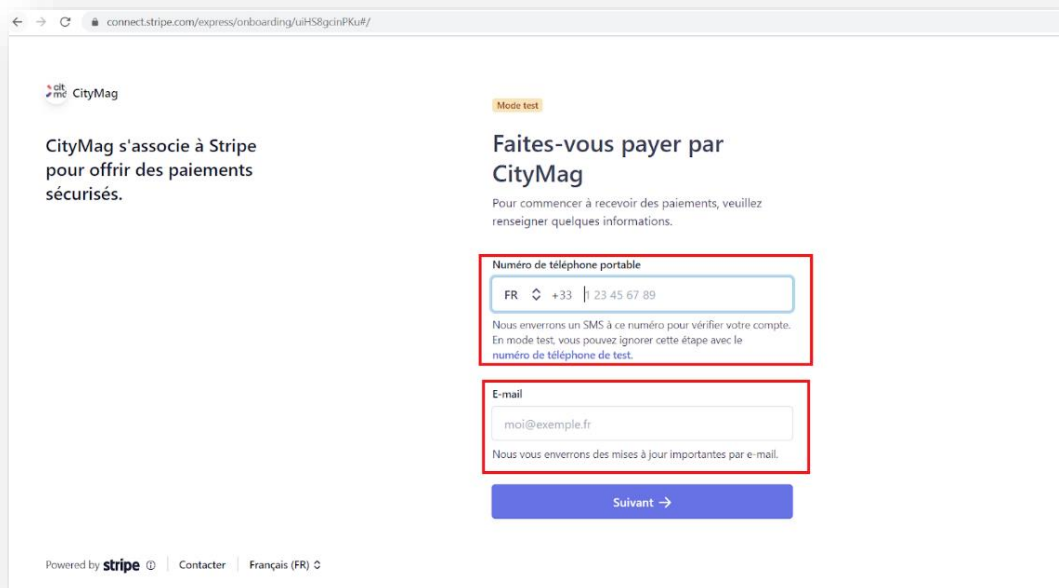 connect.stripe.com/express/onboarding/uiHS8gcinPKu#/
cit
mc
CityMag
CityMag s'associe à Stripe
pour offrir des paiements
sécurisés.
Mode test
Faites-vous payer par
CityMag
Pour commencer à recevoir des paiements, veuillez
renseigner quelques informations.
Numéro de téléphone portable
FR +33 1 23 45 67 89
Nous enverrons un SMS à ce numéro pour vérifier votre compte.
En mode test, vous pouvez ignorer cette étape avec le
numéro de téléphone de test.
E-mail
moi@exemple.fr
Nous vous enverrons des mises à jour importantes par e-mail.
Suivant →
Powered by stripe Contacter Français (FR)